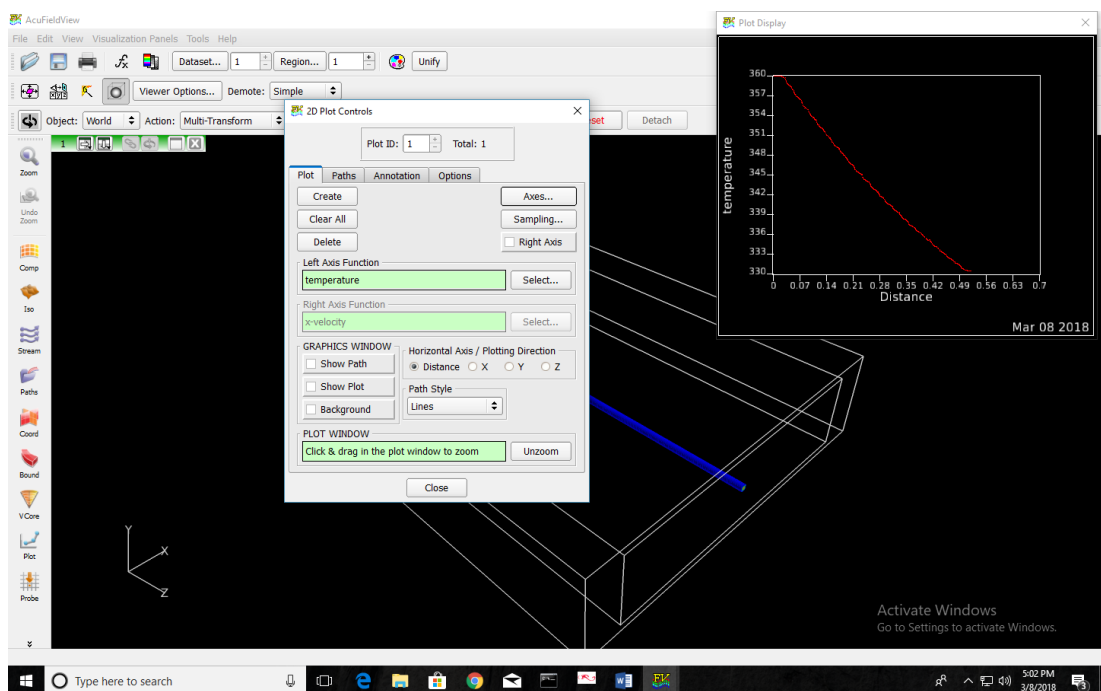 AcuFieldView
File Edit View Visualization Panels Tools Help
Dataset... 1 Region... 1 Unify
Viewer Options... Demote: Simple
Object: World Action: Multi-Transform
Detach
1
Zoom
Undo
Zoom
Comp
Iso
Stream
Paths
Coord
Bound
VCore
Plot
Probe
2D Plot Controls
Plot ID: 1 Total: 1
Plot Paths Annotation Options
Create Axes...
Clear All Sampling...
Delete Right Axis
Left Axis Function
temperature Select...
Right Axis Function
x-velocity Select...
GRAPHICS WINDOW
Show Path
Show Plot
Background
Horizontal Axis / Plotting Direction
Distance X Y Z
Path Style
Lines
PLOT WINDOW
Click & drag in the plot window to zoom Unzoom
Close
Plot Display
temperature
360
357
354
351
348
345
342
339
336
333
330
0 0.07 0.14 0.21 0.28 0.35 0.42 0.49 0.56 0.63 0.7
Distance
Mar 08 2018
Y
X
Z
Activate Windows
Go to Settings to activate Windows.
Type here to search
5:02 PM
3/8/2018